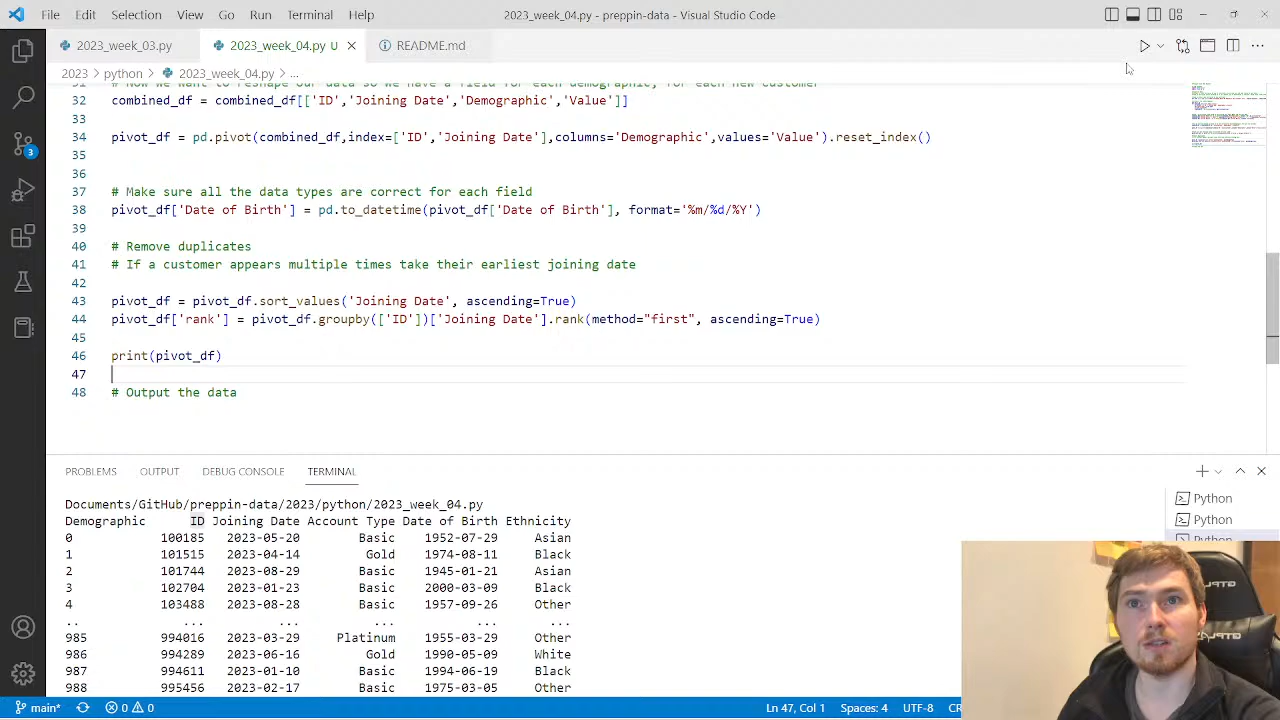 File Edit Selection View Go Run Terminal Help 2023_week_04.py - preppin-data - Visual Studio Code
2023_week_03.py 2023_week_04.py U README.md
2023 > python > 2023_week_04.py > ...
31 # Now we want to reshape our data so we have a field for each demographic, for each new customer
32 combined_df = combined_df[['ID','Joining Date','Demographic','Value']]
33
34 pivot_df = pd.pivot(combined_df, index=['ID','Joining Date'], columns='Demographic',values='Value').reset_index()
35
36
37 # Make sure all the data types are correct for each field
38 pivot_df['Date of Birth'] = pd.to_datetime(pivot_df['Date of Birth'], format='%m/%d/%Y')
39
40 # Remove duplicates
41 # If a customer appears multiple times take their earliest joining date
42
43 pivot_df = pivot_df.sort_values('Joining Date', ascending=True)
44 pivot_df['rank'] = pivot_df.groupby(['ID'])['Joining Date'].rank(method="first", ascending=True)
45
46 print(pivot_df)
47
48 # Output the data
3
PROBLEMS OUTPUT DEBUG CONSOLE TERMINAL
Documents/GitHub/preppin-data/2023/python/2023_week_04.py
Demographic ID Joining Date Account Type Date of Birth Ethnicity
0 100185 2023-05-20 Basic 1952-07-29 Asian
1 101515 2023-04-14 Gold 1974-08-11 Black
2 101744 2023-08-29 Basic 1945-01-21 Asian
3 102704 2023-01-23 Basic 2000-03-09 Black
4 103488 2023-08-28 Basic 1957-09-26 Other
.. ... ... ... ... ...
985 994016 2023-03-29 Platinum 1955-03-29 Other
986 994289 2023-06-16 Gold 1990-03-09 White
987 994611 2023-01-10 Basic 1994-06-19 Black
988 995456 2023-02-17 Basic 1975-03-05 Other
Python
Python
Python
GTPLAYER
main* 0 0 Ln 47, Col 1 Spaces: 4 UTF-8